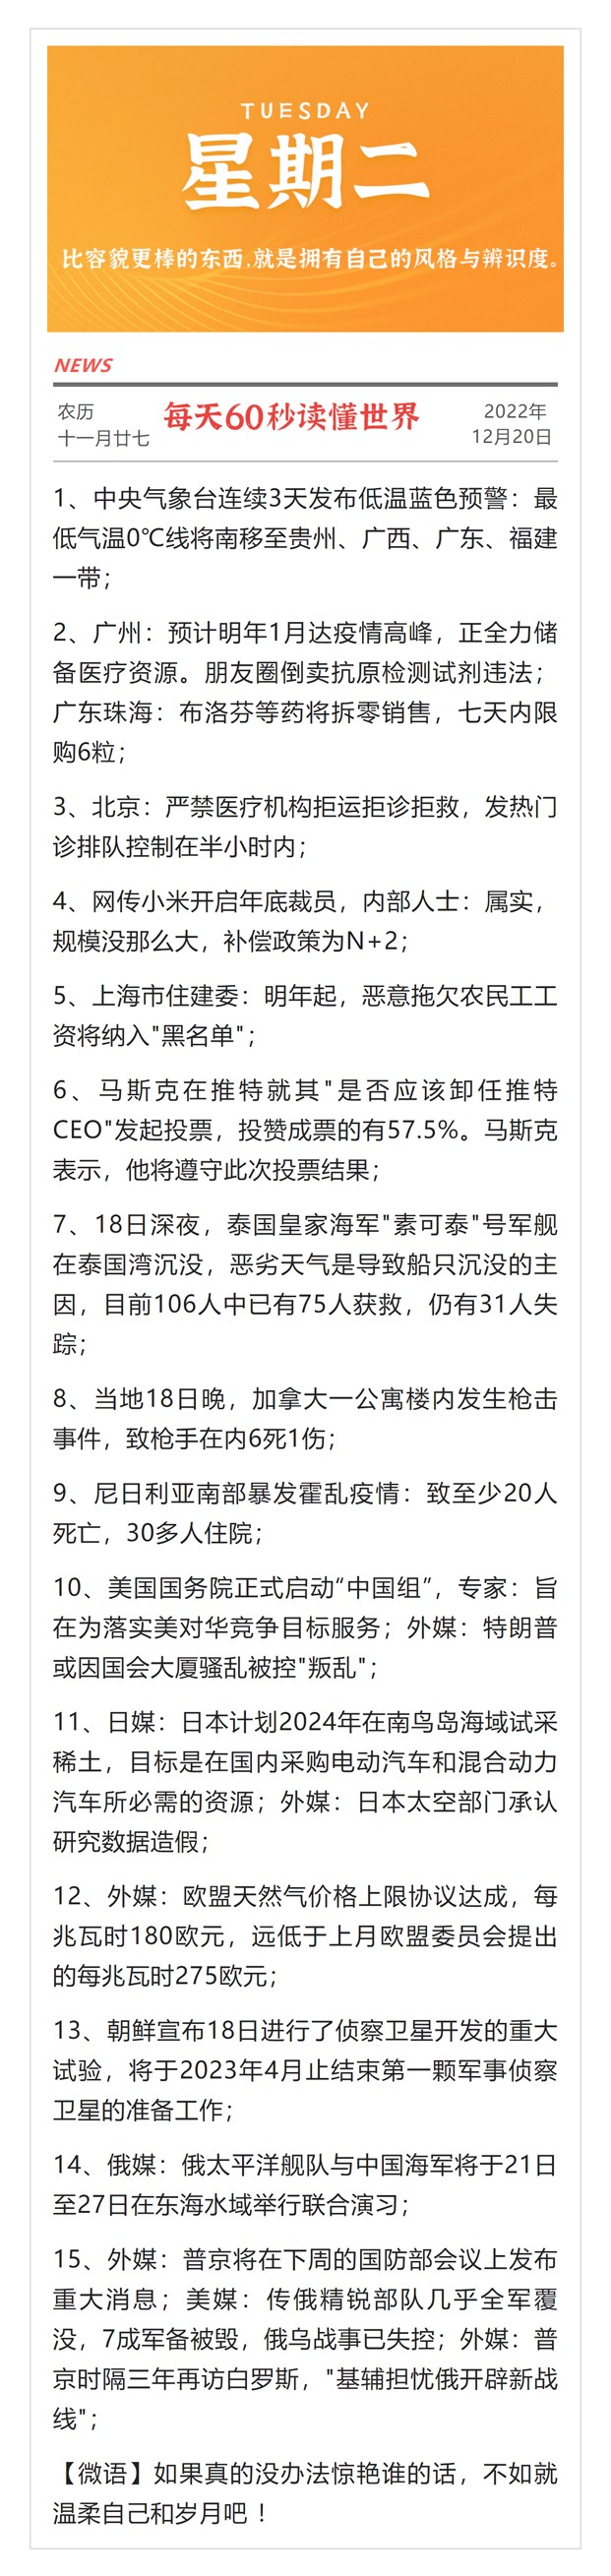 TUESDAY
星期二
比容貌更棒的东西,就是拥有自己的风格与辨识度。
NEWS
农历
十一月廿七
每天60秒读懂世界
2022年
12月20日
1、中央气象台连续3天发布低温蓝色预警：最
低气温0℃线将南移至贵州、广西、广东、福建
一带；
2、广州：预计明年1月达疫情高峰，正全力储
备医疗资源。朋友圈倒卖抗原检测试剂违法；
广东珠海：布洛芬等药将拆零销售，七天内限
购6粒；
3、北京：严禁医疗机构拒运拒诊拒救，发热门
诊排队控制在半小时内；
4、网传小米开启年底裁员，内部人士：属实，
规模没那么大，补偿政策为N+2；
5、上海市住建委：明年起，恶意拖欠农民工工
资将纳入"黑名单"；
6、马斯克在推特就其"是否应该卸任推特
CEO"发起投票，投赞成票的有57.5%。马斯克
表示，他将遵守此次投票结果；
7、18日深夜，泰国皇家海军"素可泰"号军舰
在泰国湾沉没，恶劣天气是导致船只沉没的主
因，目前106人中已有75人获救，仍有31人失
踪；
8、当地18日晚，加拿大一公寓楼内发生枪击
事件，致枪手在内6死1伤；
9、尼日利亚南部暴发霍乱疫情：致至少20人
死亡，30多人住院；
10、美国国务院正式启动“中国组”，专家：旨
在为落实美对华竞争目标服务；外媒：特朗普
或因国会大厦骚乱被控"叛乱"；
11、日媒：日本计划2024年在南鸟岛海域试采
稀土，目标是在国内采购电动汽车和混合动力
汽车所必需的资源；外媒：日本太空部门承认
研究数据造假；
12、外媒：欧盟天然气价格上限协议达成，每
兆瓦时180欧元，远低于上月欧盟委员会提出
的每兆瓦时275欧元；
13、朝鲜宣布18日进行了侦察卫星开发的重大
试验，将于2023年4月止结束第一颗军事侦察
卫星的准备工作；
14、俄媒：俄太平洋舰队与中国海军将于21日
至27日在东海水域举行联合演习；
15、外媒：普京将在下周的国防部会议上发布
重大消息；美媒：传俄精锐部队几乎全军覆
没，7成军备被毁，俄乌战事已失控；外媒：普
京时隔三年再访白罗斯，"基辅担忧俄开辟新战
线"；
【微语】如果真的没办法惊艳谁的话，不如就
温柔自己和岁月吧 ！